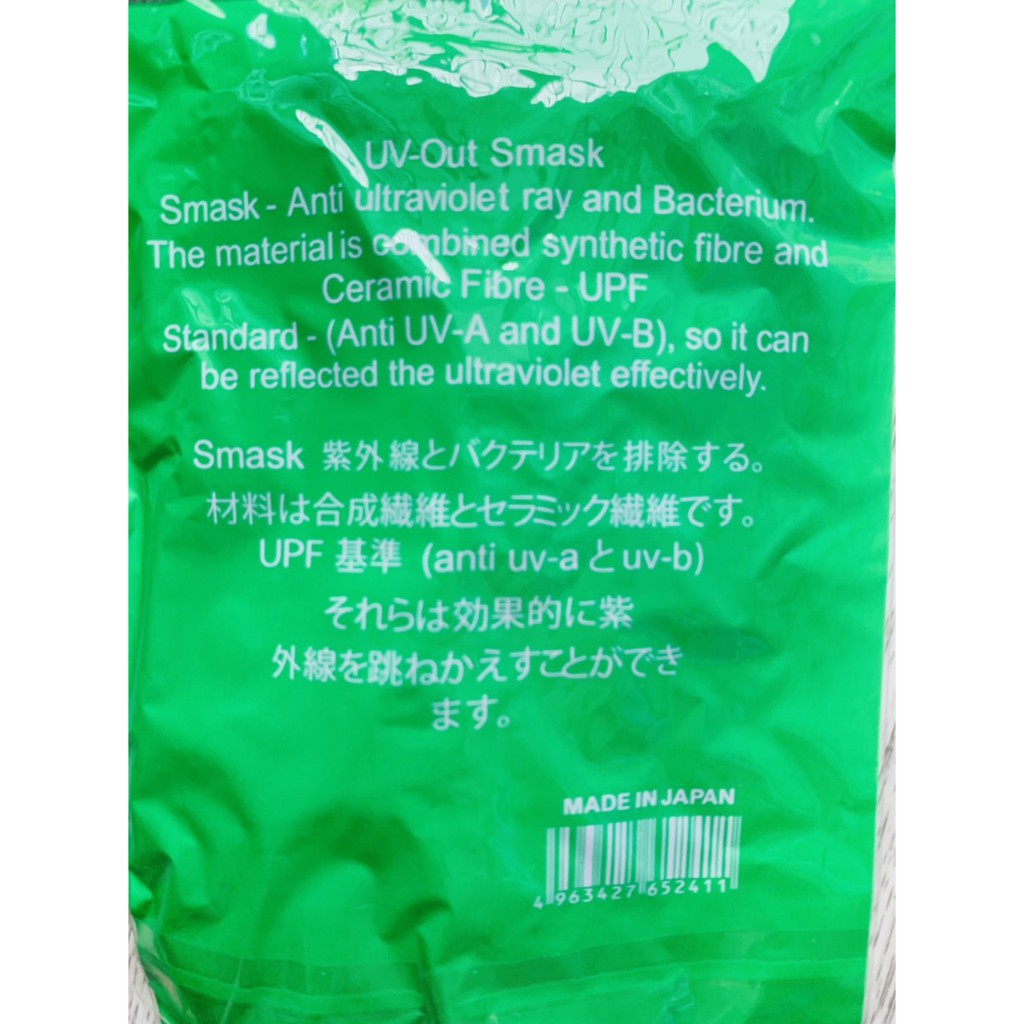 UV-Out Smask
Smask - Anti ultraviolet ray and Bacterium.
The material is combined synthetic fibre and
Ceramic Fibre - UPF
Standard - (Anti UV-A and UV-B), so it can
be reflected the ultraviolet effectively.
Smask 紫外線とバクテリアを排除する。
材料は合成繊維とセラミック繊維です。
UPF 基準 (anti uv-a と uv-b)
それらは効果的に紫
外線を跳ねかえすことができ
ます。
MADE IN JAPAN
4 963427 652411